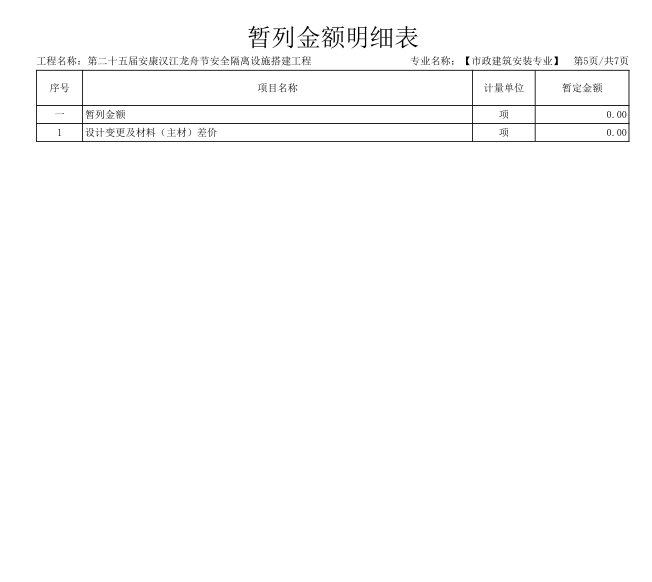 暂列金额明细表
工程名称：第二十五届安康汉江龙舟节安全隔离设施搭建工程 专业名称：【市政建筑安装专业】 第5页/共7页
序号 项目名称 计量单位 暂定金额
一 暂列金额 项 0.00
1 设计变更及材料（主材）差价 项 0.00